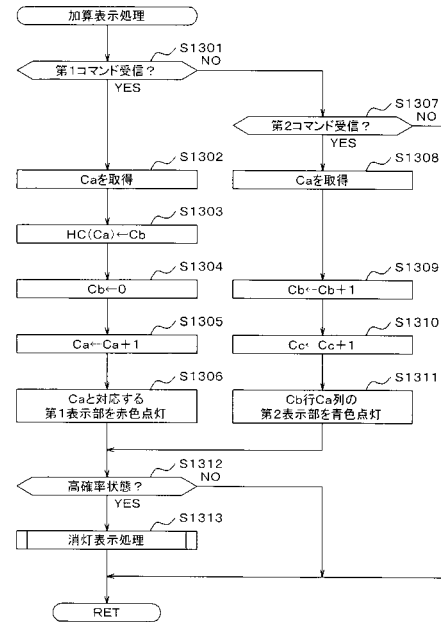 加算表示処理
S1301
第1コマンド受信?
NO
YES
S1307
第2コマンド受信?
NO
YES
S1302
Caを取得
S1308
Caを取得
S1303
HC(Ca)←Cb
S1304
Cb←0
S1309
Cb←Cb+1
S1305
Ca←Ca+1
S1310
Cc←Cc+1
S1306
Caと対応する
第1表示部を赤色点灯
S1311
Cb行Ca列の
第2表示部を青色点灯
S1312
高確率状態?
NO
YES
S1313
消灯表示処理
RET